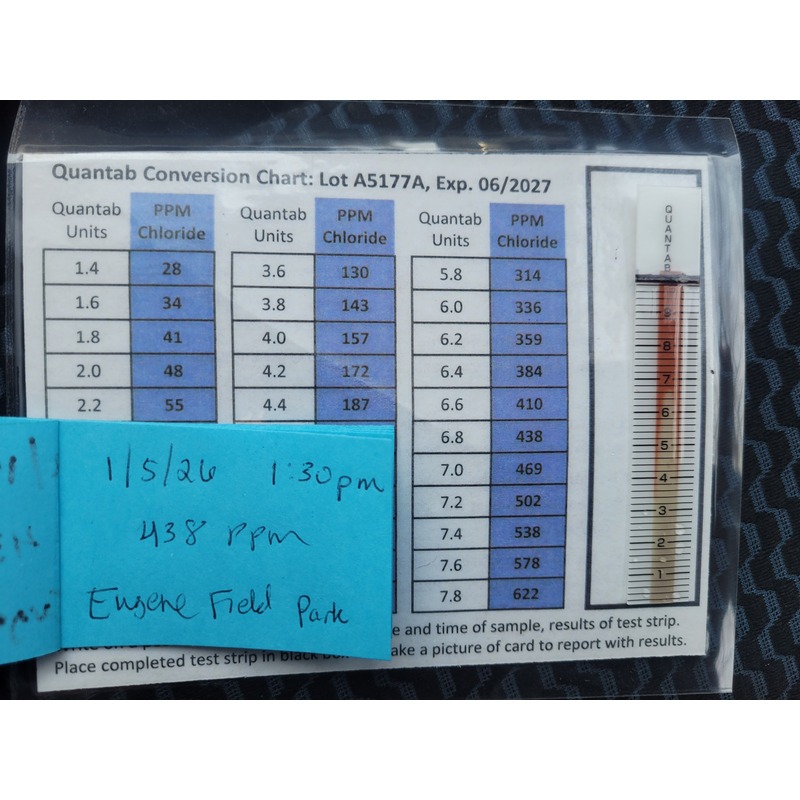 Quantab Conversion Chart: Lot A5177A, Exp. 06/2027
Quantab Units PPM Chloride Quantab Units PPM Chloride Quantab Units PPM Chloride
1.4 28 3.6 130 5.8 314
1.6 34 3.8 143 6.0 336
1.8 41 4.0 157 6.2 359
2.0 48 4.2 172 6.4 384
2.2 55 4.4 187 6.6 410
6.8 438
7.0 469
7.2 502
7.4 538
7.6 578
7.8 622
1/5/26 1:30pm
438 ppm
Eugene Field Park
e and time of sample, results of test strip.
Place completed test strip in black ake a picture of card to report with results.
QUANTAB
9
8
7
6
5
4
3
2
1